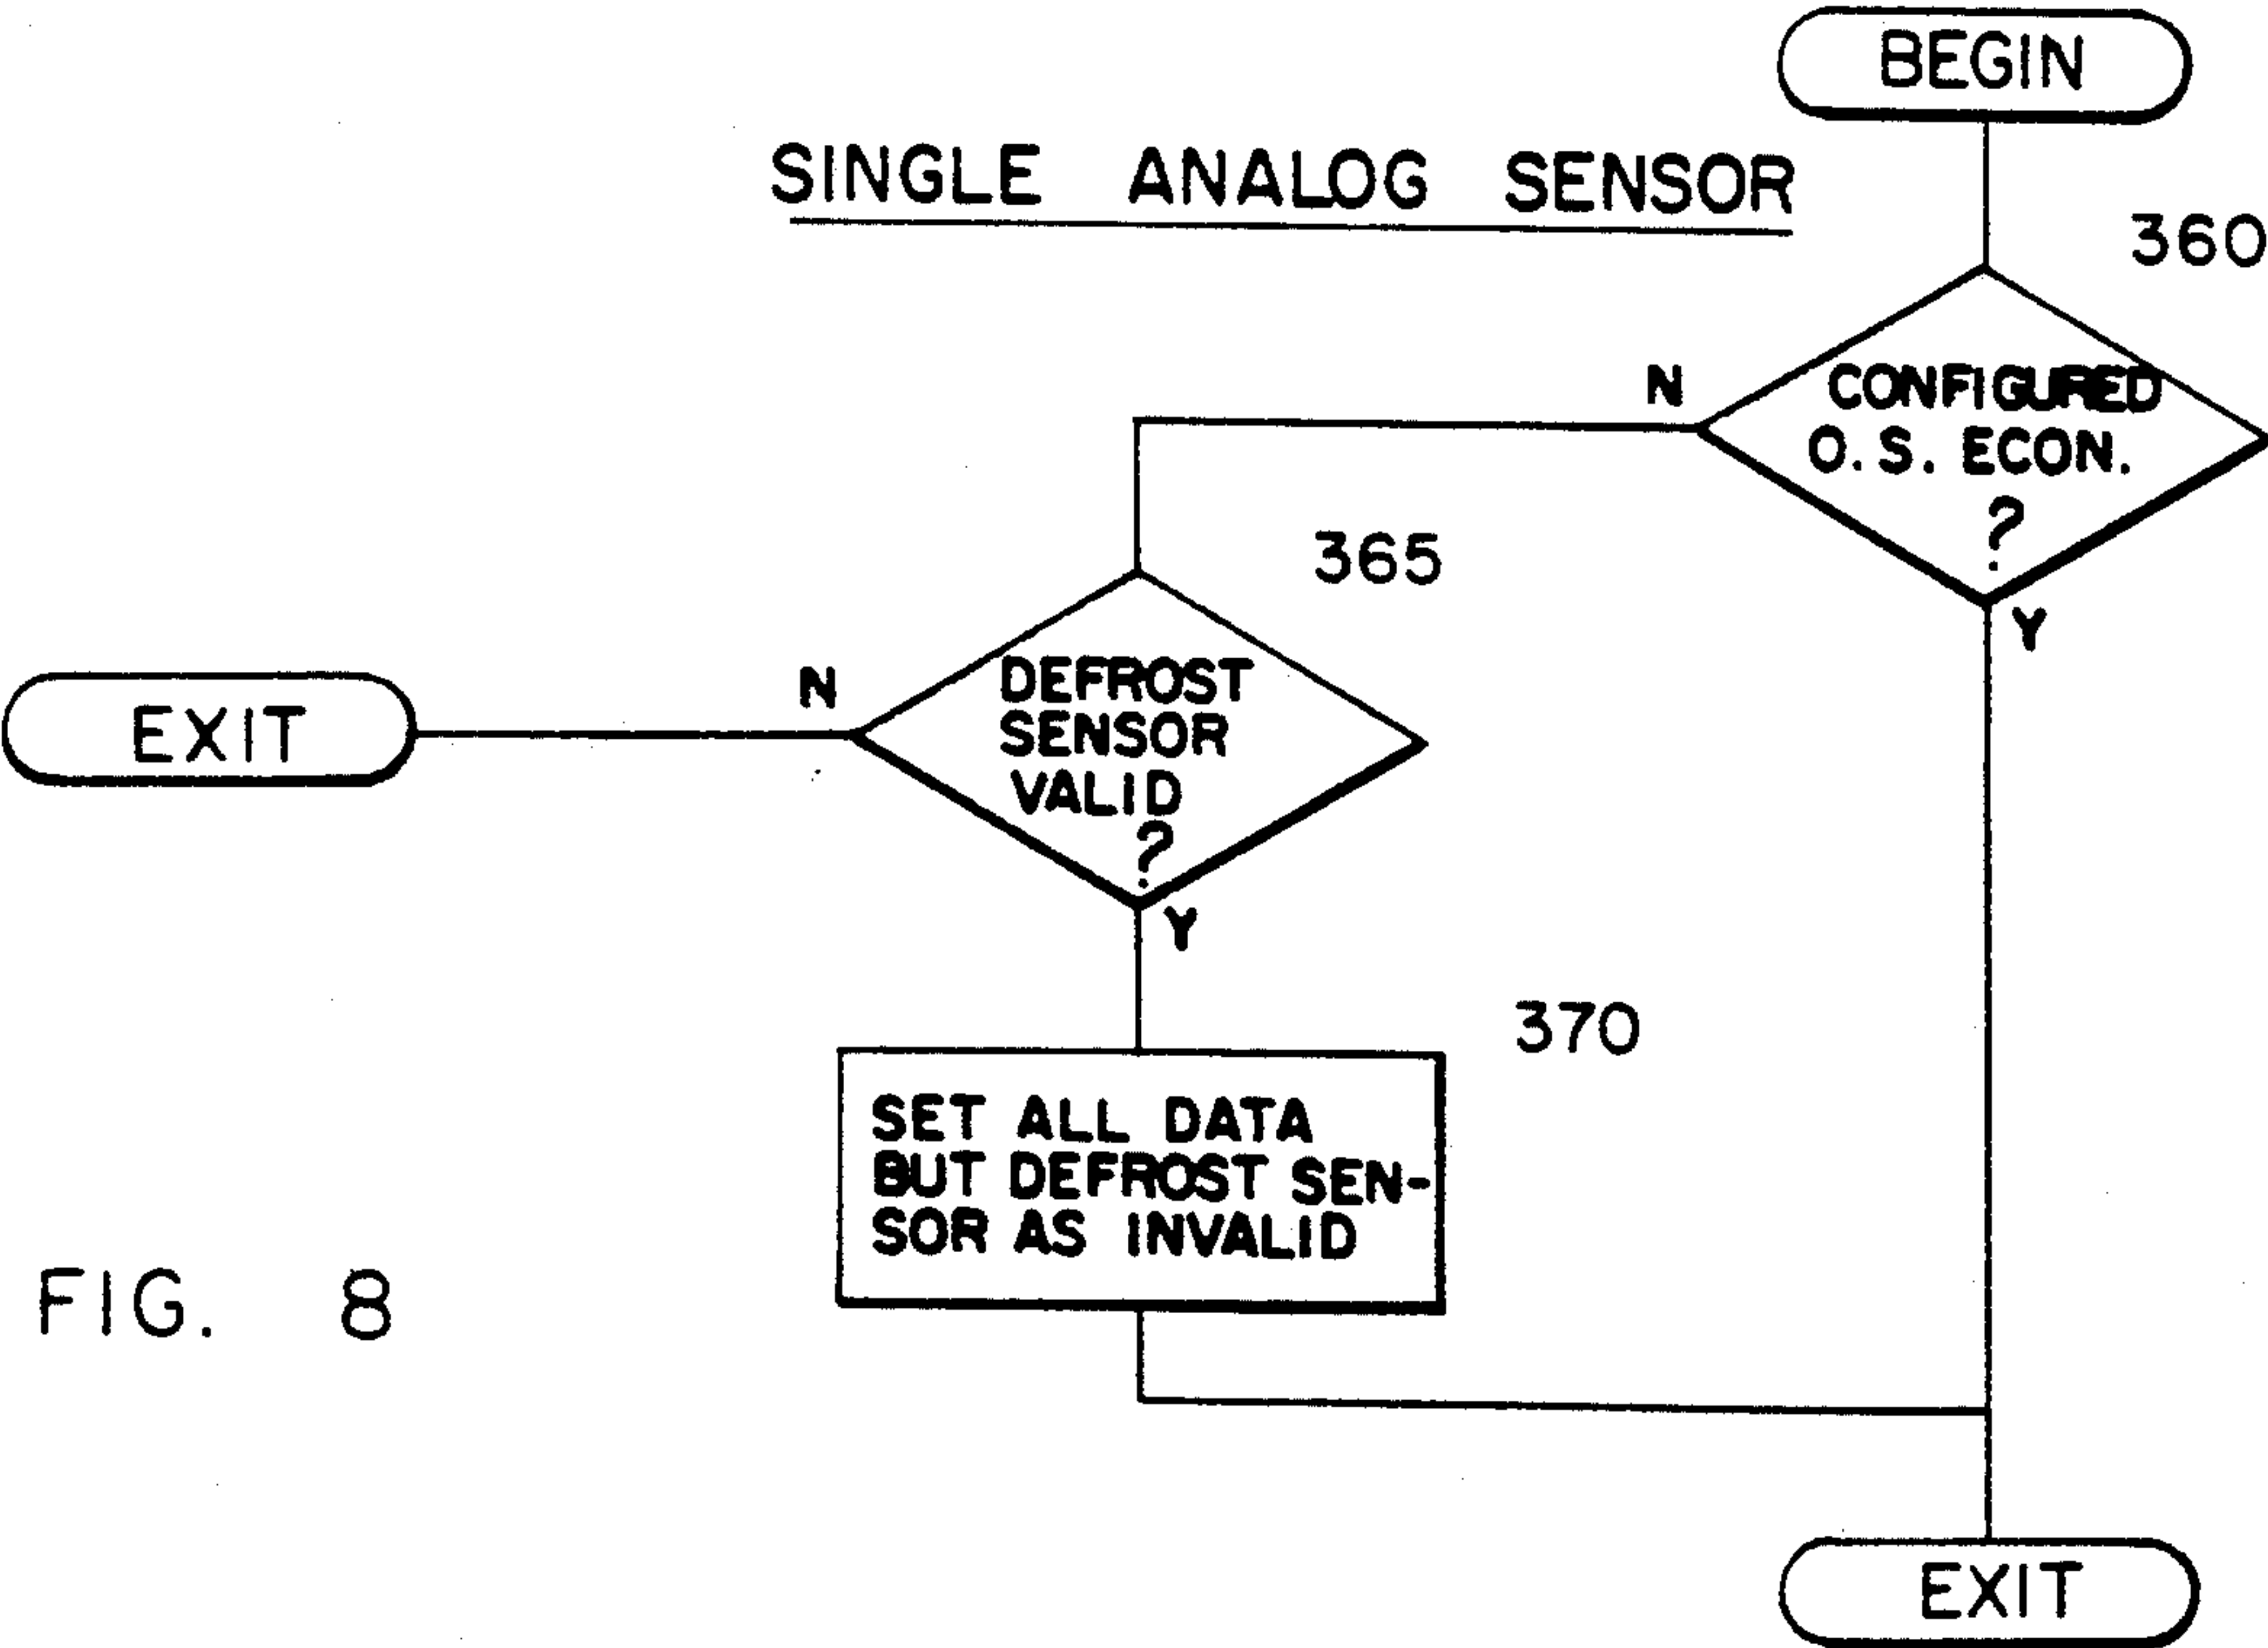 BEGIN
SINGLE ANALOG SENSOR
360
N
CONFIGURED
O. S. ECON.
?
Y
365
N
DEFROST
SENSOR
VALID
?
Y
EXIT
370
SET ALL DATA
BUT DEFROST SEN-
SOR AS INVALID
FIG. 8
EXIT